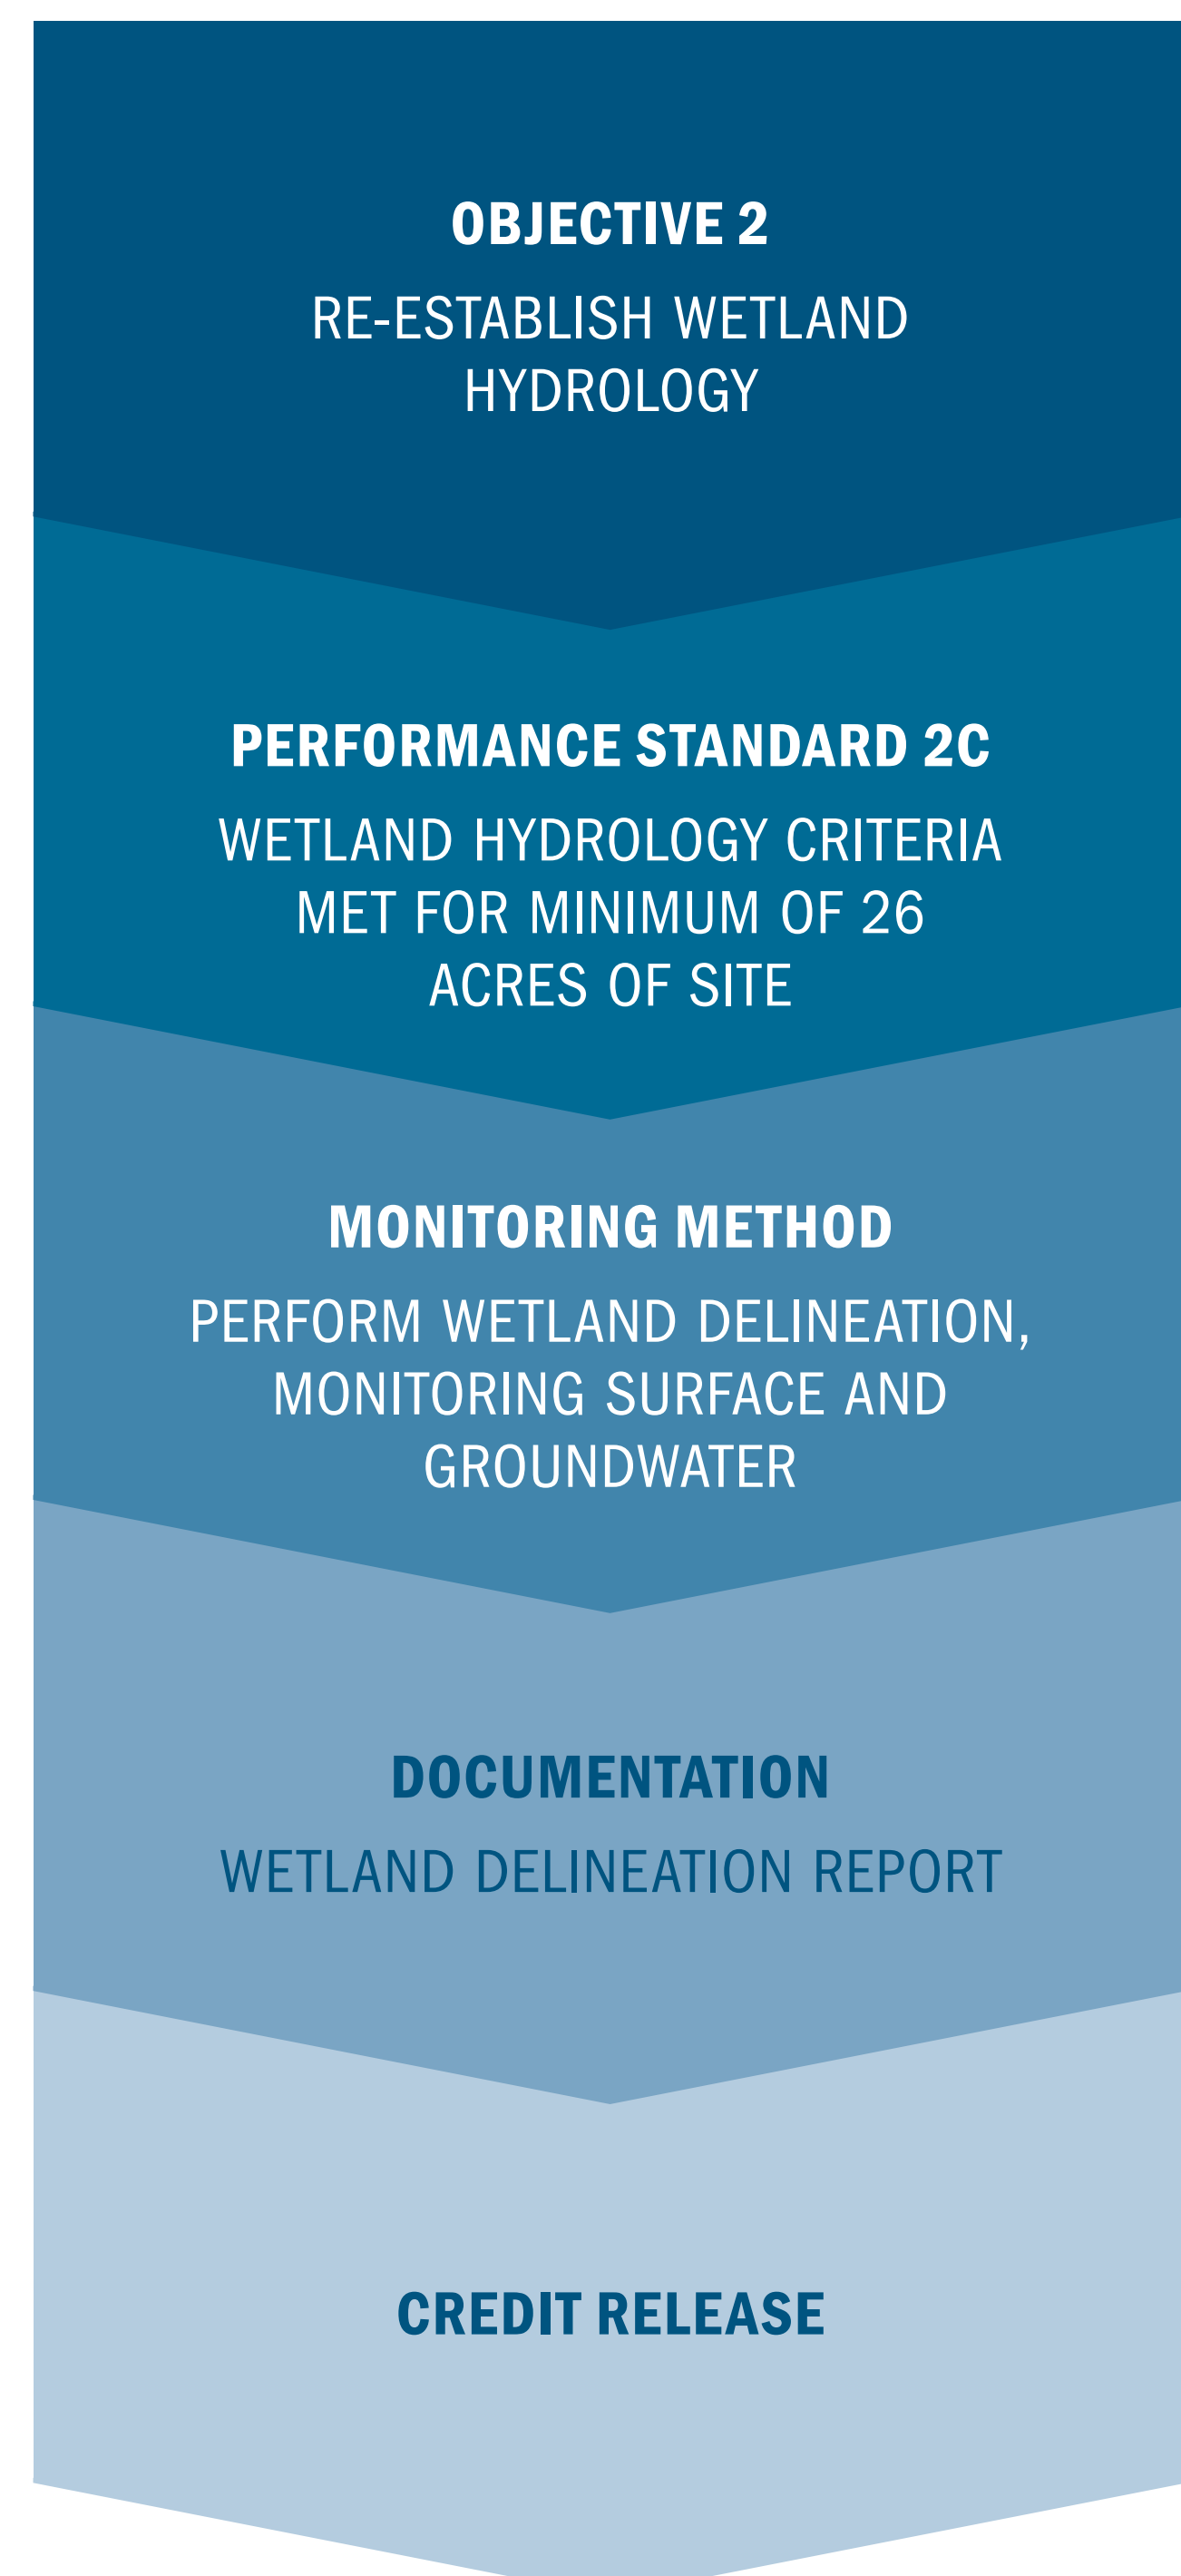 OBJECTIVE 2
RE-ESTABLISH WETLAND
HYDROLOGY
PERFORMANCE STANDARD 2C
WETLAND HYDROLOGY CRITERIA
MET FOR MINIMUM OF 26
ACRES OF SITE
MONITORING METHOD
PERFORM WETLAND DELINEATION,
MONITORING SURFACE AND
GROUNDWATER
DOCUMENTATION
WETLAND DELINEATION REPORT
CREDIT RELEASE